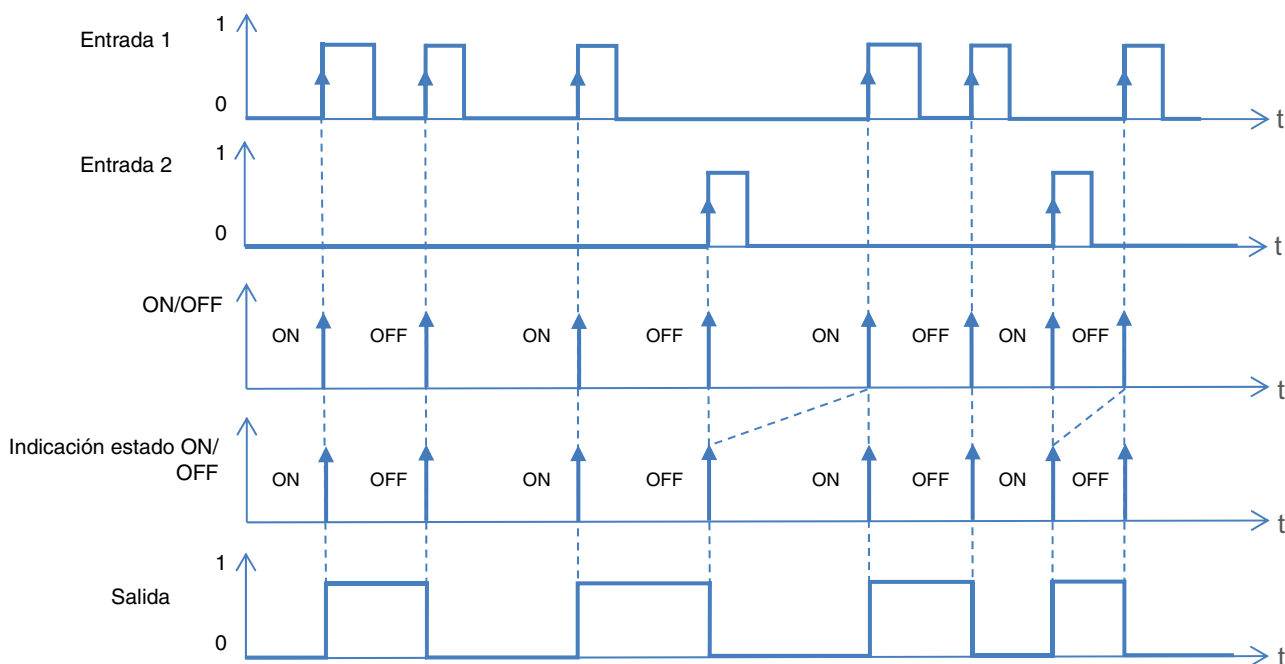 1
Entrada 1
0
t
1
Entrada 2
0
t
ON/OFF
ON OFF ON OFF ON OFF ON OFF
t
Indicación estado ON/
OFF
ON OFF ON OFF ON OFF ON OFF
t
1
Salida
0
t